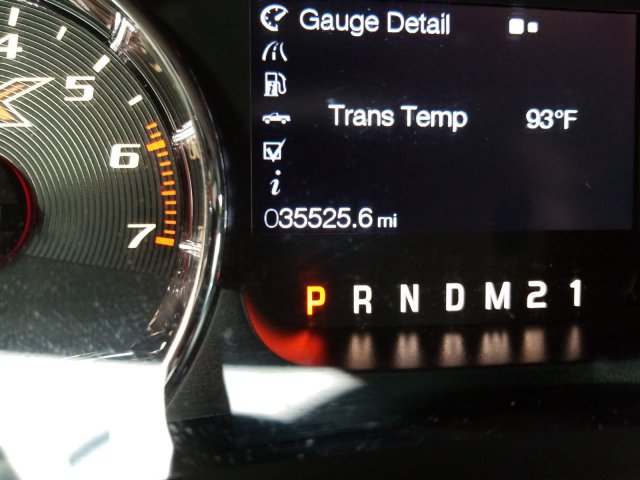 Gauge Detail
4
5
6
7
Trans Temp 93°F
i
035525.6 mi
P R N D M 2 1